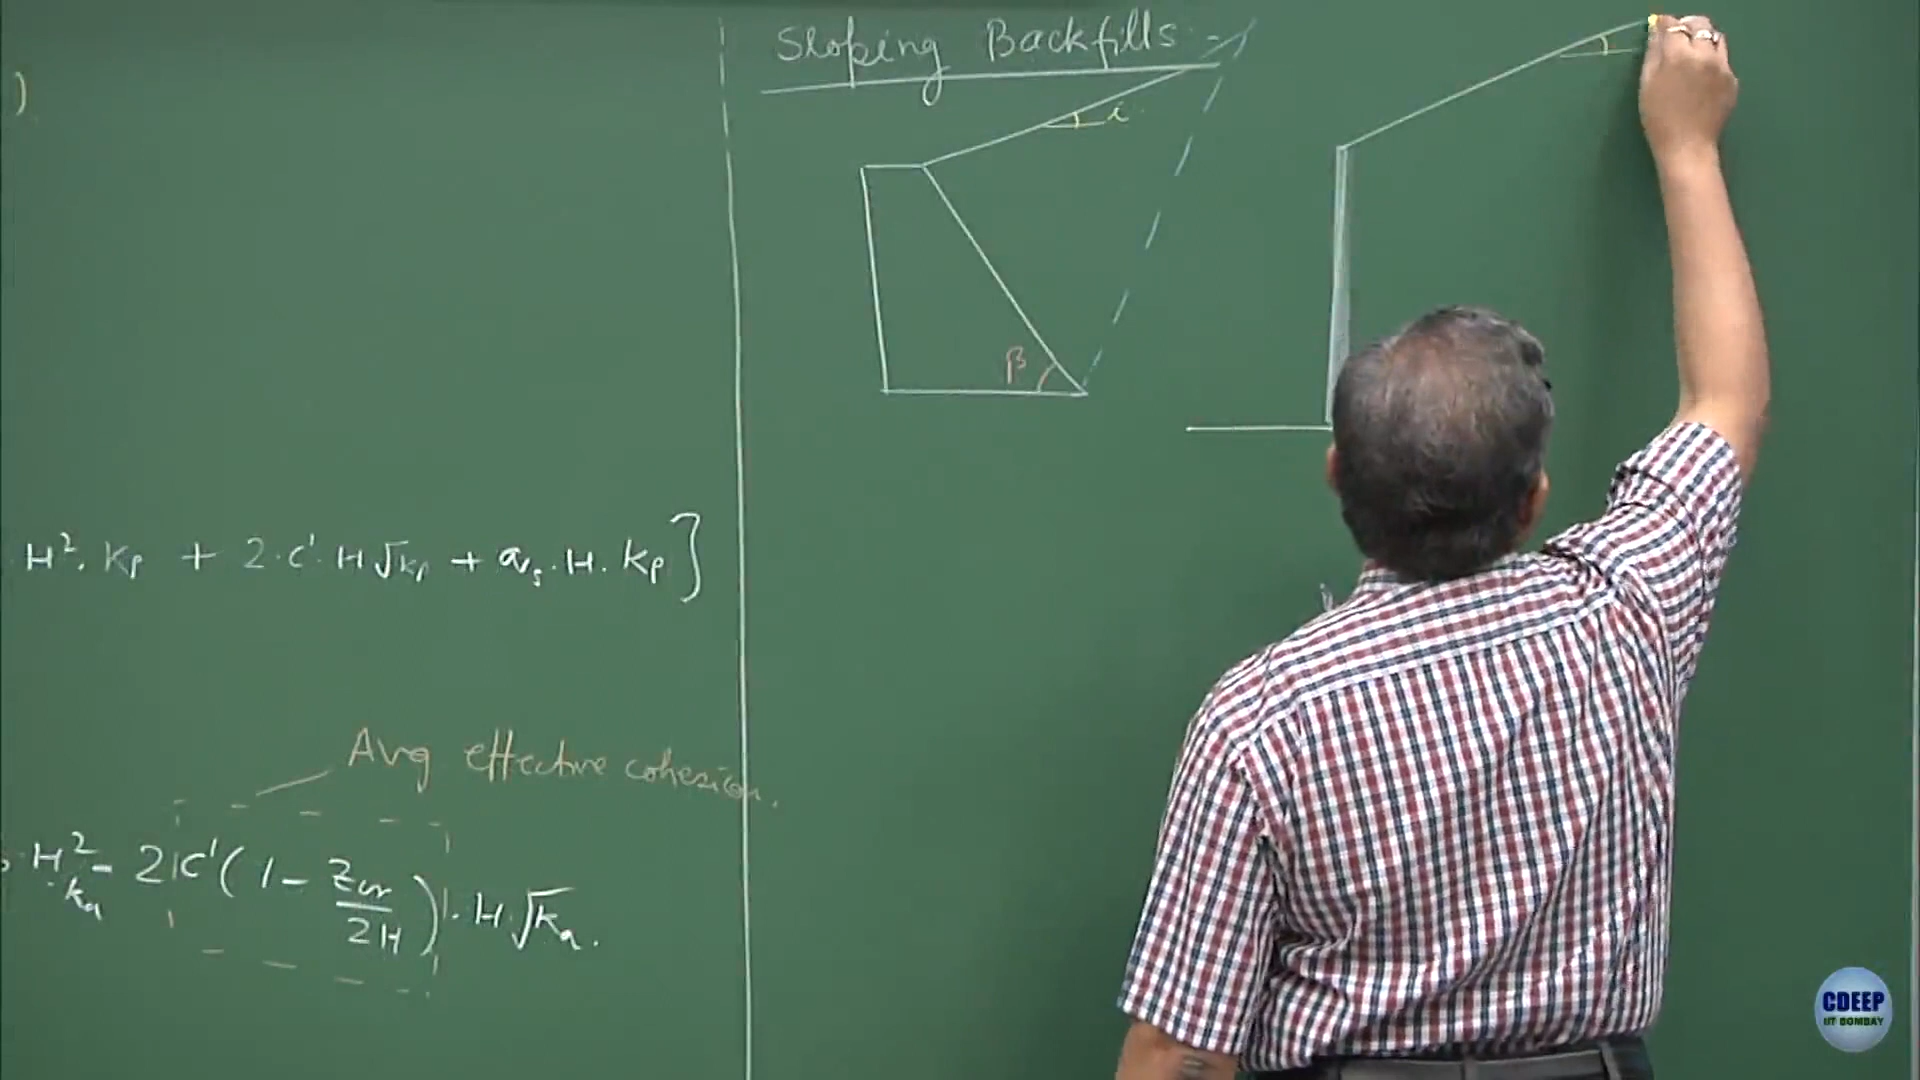 )
H². Kp + 2·c'·H√Kp + qs·H·Kp]
Avg effective cohesion.
H² ka - 2|c'(1 - Zcr/2H)|·H√Ka.
Sloping Backfills -
i
β
CDEEP
IIT BOMBAY